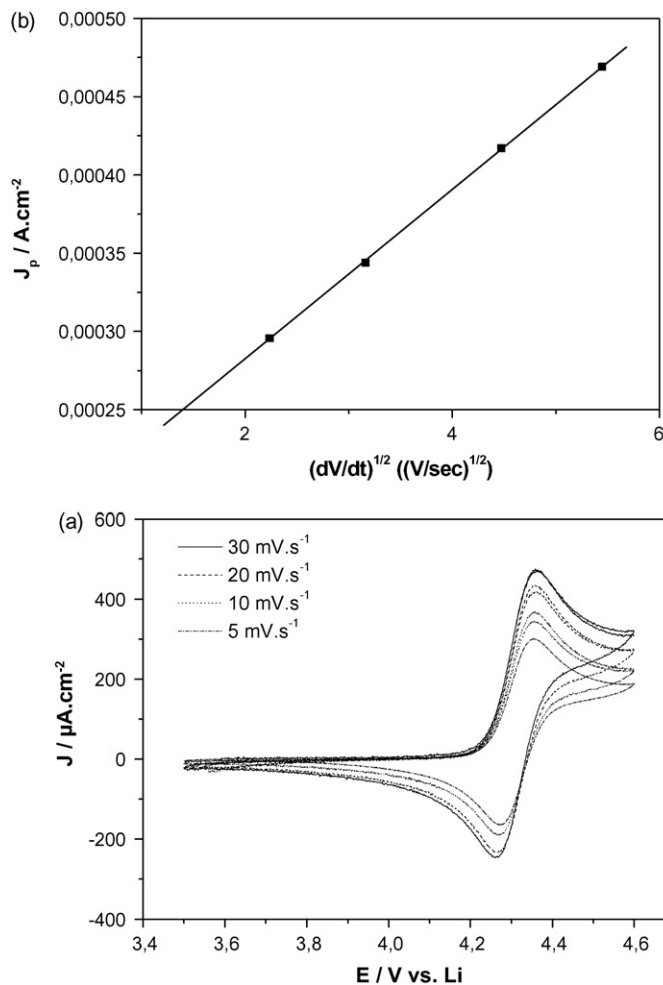 (b)
0,00050
0,00045
0,00040
0,00035
0,00030
0,00025
J_p / A.cm⁻²
2
4
6
(dV/dt)^1/2 ((V/sec)^1/2)
(a)
600
400
200
0
-200
-400
J / µA.cm⁻²
30 mV.s⁻¹
20 mV.s⁻¹
10 mV.s⁻¹
5 mV.s⁻¹
3,4
3,6
3,8
4,0
4,2
4,4
4,6
E / V vs. Li